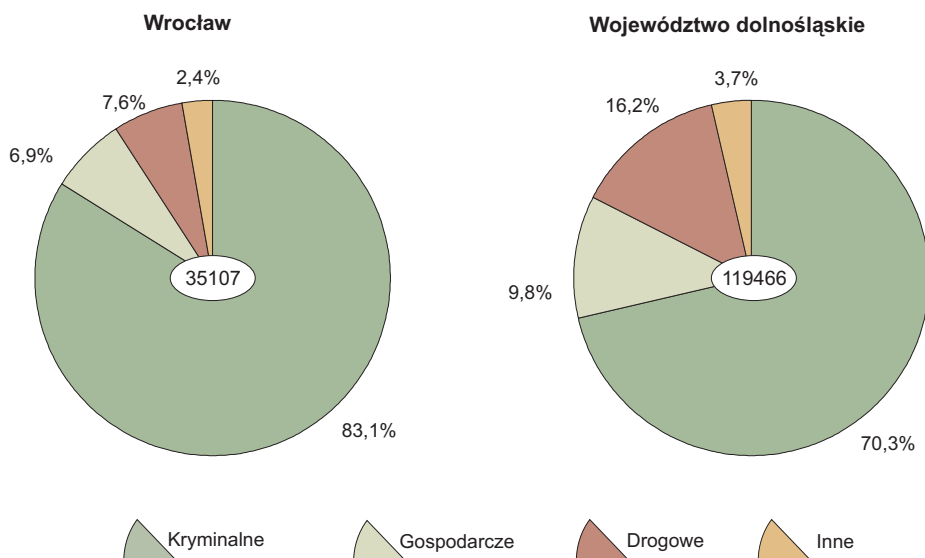 Wrocław
Województwo dolnośląskie
2,4%
7,6%
6,9%
35107
83,1%
3,7%
16,2%
9,8%
119466
70,3%
Kryminalne
Gospodarcze
Drogowe
Inne